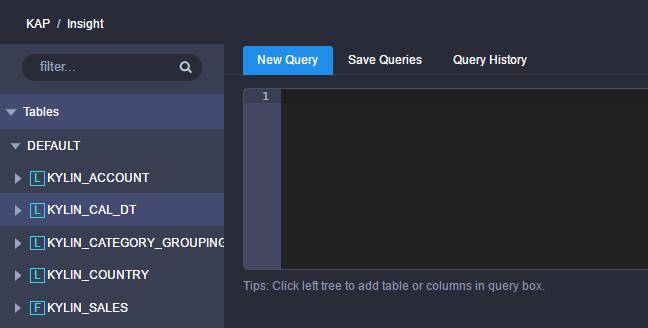 KAP / Insight
filter...
Tables
DEFAULT
L KYLIN_ACCOUNT
L KYLIN_CAL_DT
L KYLIN_CATEGORY_GROUPING
L KYLIN_COUNTRY
F KYLIN_SALES
New Query Save Queries Query History
1
Tips: Click left tree to add table or columns in query box.